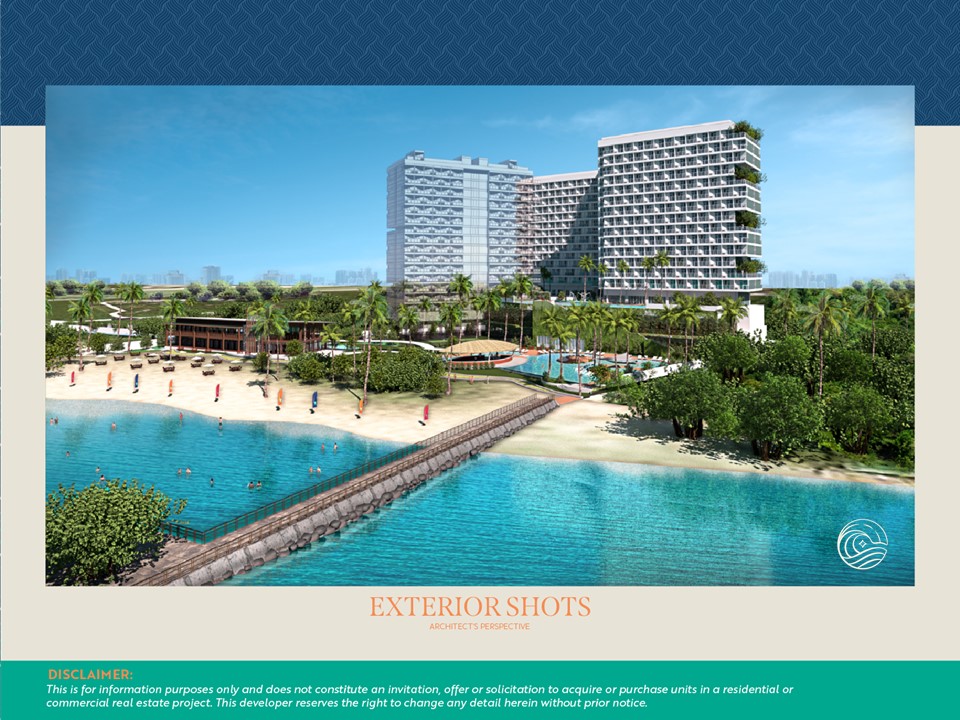 EXTERIOR SHOTS
ARCHITECT'S PERSPECTIVE
DISCLAIMER:
This is for information purposes only and does not constitute an invitation, offer or solicitation to acquire or purchase units in a residential or
commercial real estate project. This developer reserves the right to change any detail herein without prior notice.